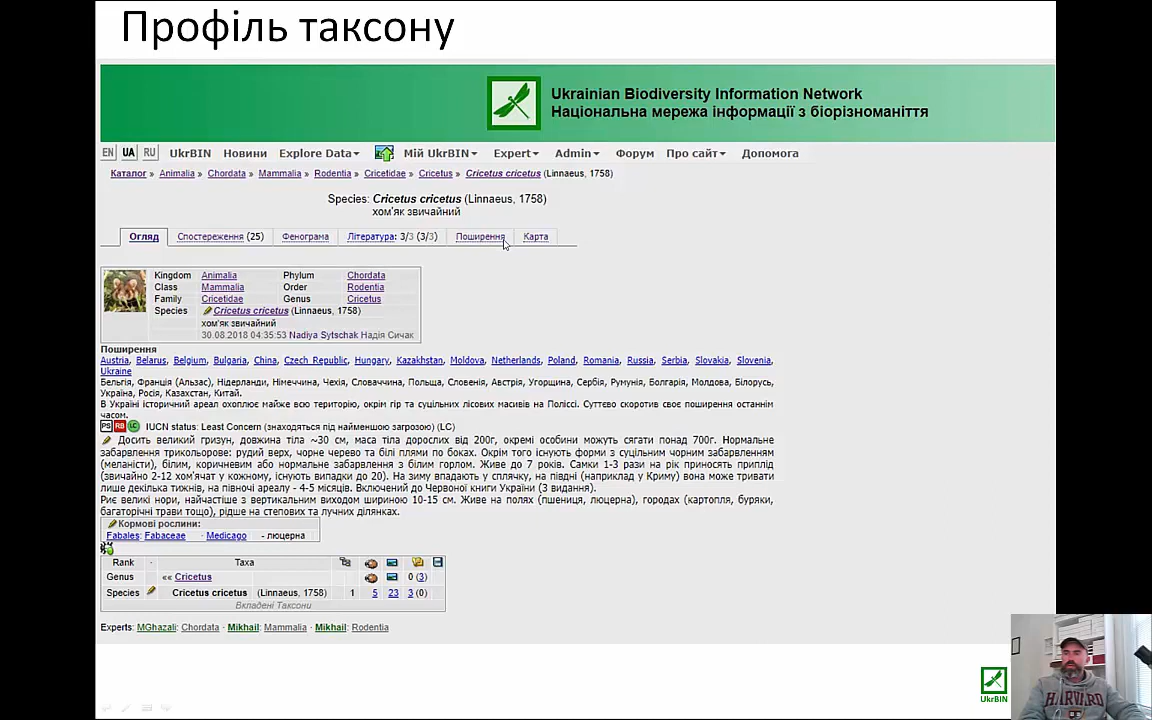 Профіль таксону
Ukrainian Biodiversity Information Network
Національна мережа інформації з біорізноманіття
EN UA RU UkrBIN Новини Explore Data Мій UkrBIN Expert Admin Форум Про сайт Допомога
Каталог » Animalia » Chordata » Mammalia » Rodentia » Cricetidae » Cricetus » Cricetus cricetus (Linnaeus, 1758)
Species: Cricetus cricetus (Linnaeus, 1758)
хом'як звичайний
Огляд Спостереження (25) Фенограма Література: 3/3 (3/3) Поширення Карта
Kingdom Animalia Phylum Chordata
Class Mammalia Order Rodentia
Family Cricetidae Genus Cricetus
Species Cricetus cricetus (Linnaeus, 1758)
хом'як звичайний
30.08.2018 04:35:53 Nadiya Sytschak Надія Сичак
Поширення
Austria, Belarus, Belgium, Bulgaria, China, Czech Republic, Hungary, Kazakhstan, Moldova, Netherlands, Poland, Romania, Russia, Serbia, Slovakia, Slovenia,
Ukraine
Бельгія, Франція (Альзас), Нідерланди, Німеччина, Чехія, Словаччина, Польща, Словенія, Австрія, Угорщина, Сербія, Румунія, Болгарія, Молдова, Білорусь,
Україна, Росія, Казахстан, Китай.
В Україні історичний ареал охоплює майже всю територію, окрім гір та суцільних лісових масивів на Поліссі. Суттєво скоротив своє поширення останнім
часом.
PS RB LC IUCN status: Least Concern (знаходяться під найменшою загрозою) (LC)
Досить великий гризун, довжина тіла ~30 см, маса тіла дорослих від 200г, окремі особини можуть сягати понад 700г. Нормальне
забарвлення трикольорове: рудий верх, чорне черево та білі плями по боках. Окрім того існують форми з суцільним чорним забарвленням
(меланісти), білим, коричневим або нормальне забарвлення з білим горлом. Живе до 7 років. Самки 1-3 рази на рік приносять приплід
(звичайно 2-12 хом'ячат у кожному, існують випадки до 20). На зиму впадають у сплячку, на півдні (наприклад у Криму) вона може тривати
лише декілька тижнів, на півночі ареалу - 4-5 місяців. Включений до Червоної книги України (3 видання).
Риє великі нори, найчастіше з вертикальним виходом шириною 10-15 см. Живе на полях (пшениця, люцерна), городах (картопля, буряки,
багаторічні трави тощо), рідше на степових та лучних ділянках.
Кормові рослини:
Fabales: Fabaceae · Medicago - люцерна
Rank · Taxa
Genus «« Cricetus 0 (3)
Species Cricetus cricetus (Linnaeus, 1758) 1 5 23 3 (0)
Вкладені Таксони
Experts: MGhazali: Chordata · Mikhail: Mammalia · Mikhail: Rodentia
UkrBIN
HARVARD